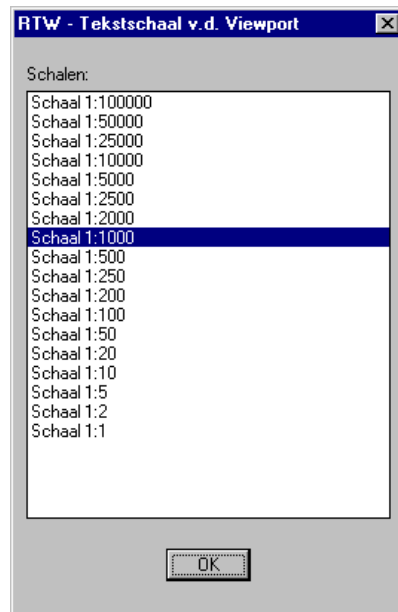 RTW - Tekstschaal v.d. Viewport
Schalen:
Schaal 1:100000
Schaal 1:50000
Schaal 1:25000
Schaal 1:10000
Schaal 1:5000
Schaal 1:2500
Schaal 1:2000
Schaal 1:1000
Schaal 1:500
Schaal 1:250
Schaal 1:200
Schaal 1:100
Schaal 1:50
Schaal 1:20
Schaal 1:10
Schaal 1:5
Schaal 1:2
Schaal 1:1
OK